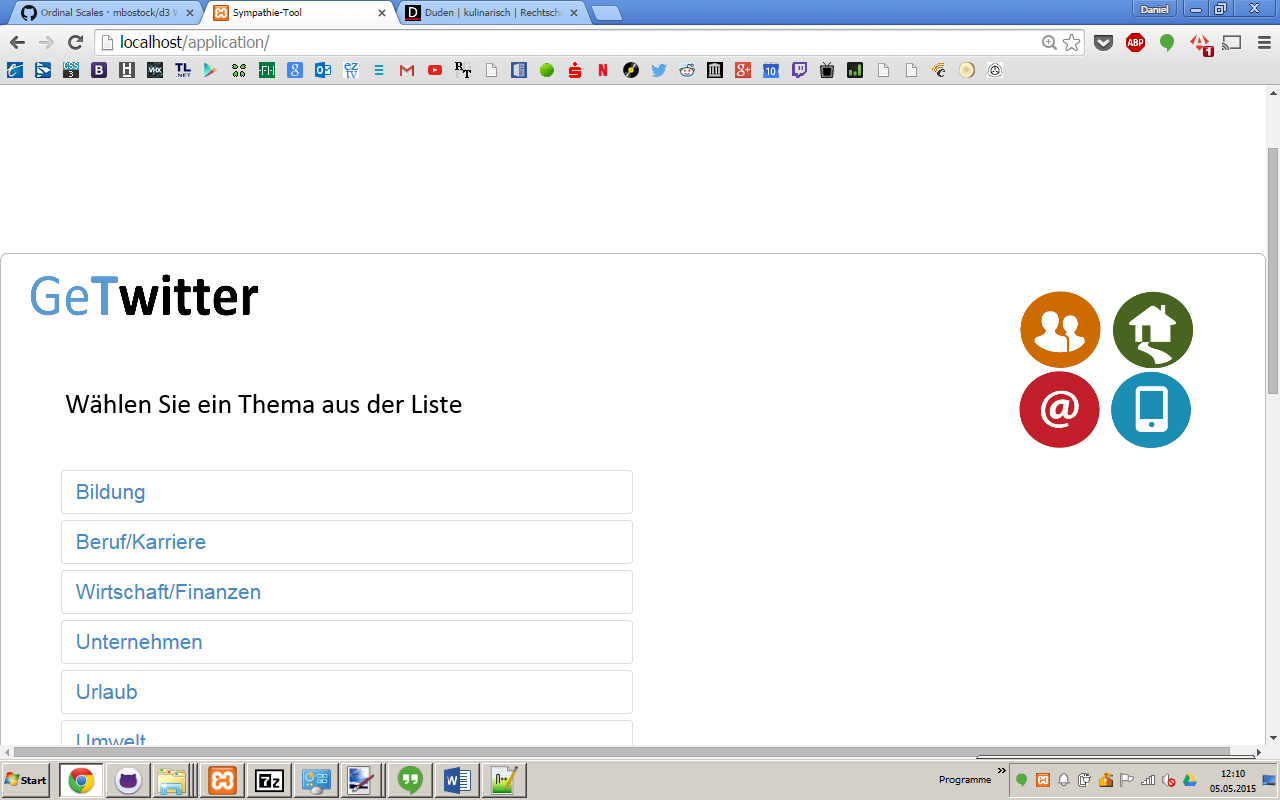 Ordinal Scales · mbostock/d3 W
Sympathie-Tool
Duden | kulinarisch | Rechtsch
Daniel
localhost/application/
GeTwitter
Wählen Sie ein Thema aus der Liste
Bildung
Beruf/Karriere
Wirtschaft/Finanzen
Unternehmen
Urlaub
Umwelt
Start
Programme
12:10
05.05.2015